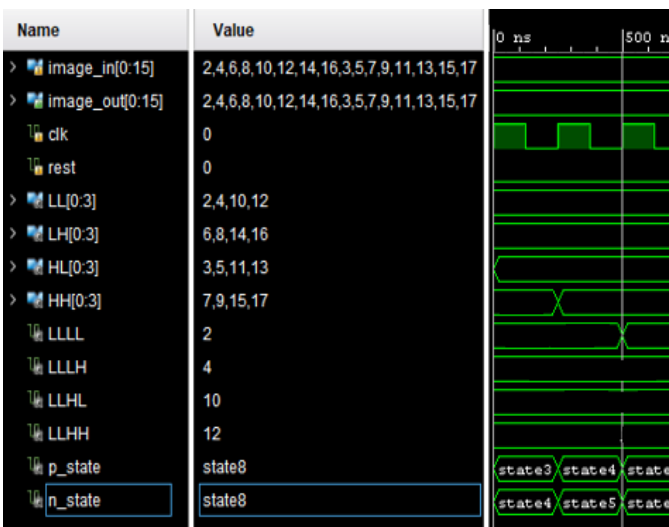 Name Value 0 ns 500 n
image_in[0:15] 2,4,6,8,10,12,14,16,3,5,7,9,11,13,15,17
image_out[0:15] 2,4,6,8,10,12,14,16,3,5,7,9,11,13,15,17
clk 0
rest 0
LL[0:3] 2,4,10,12
LH[0:3] 6,8,14,16
HL[0:3] 3,5,11,13
HH[0:3] 7,9,15,17
LLLL 2
LLLH 4
LLHL 10
LLHH 12
p_state state8 state3 state4 state
n_state state8 state4 state5 state